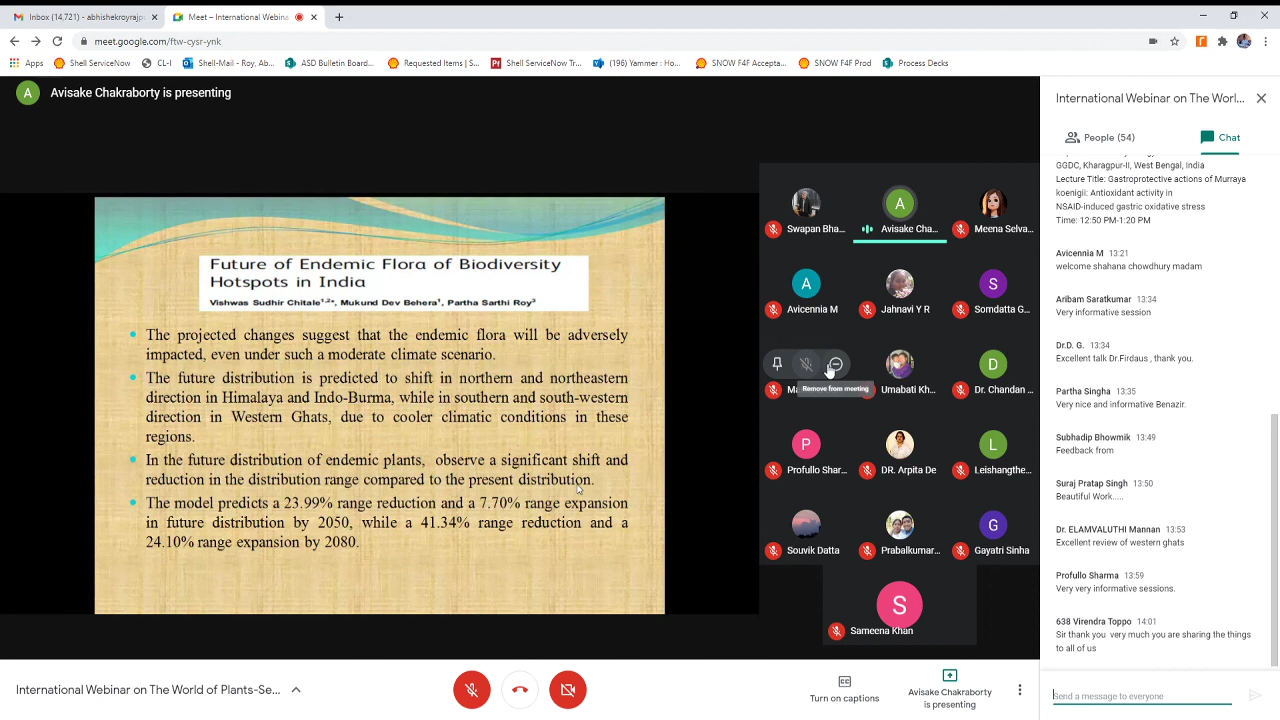 Inbox (14,721) - abhishekroyrajp
Meet – International Webina
meet.google.com/ftw-cysr-ynk
Apps
Shell ServiceNow
CL-I
Shell-Mail - Roy, Ab...
ASD Bulletin Board...
Requested Items | S...
Shell ServiceNow Tr...
(196) Yammer : Ho...
SNOW F4F Accepta...
SNOW F4F Prod
Process Decks
A
Avisake Chakraborty is presenting
Future of Endemic Flora of Biodiversity
Hotspots in India
Vishwas Sudhir Chitale1,2*, Mukund Dev Behera1, Partha Sarthi Roy3
• The projected changes suggest that the endemic flora will be adversely
impacted, even under such a moderate climate scenario.
• The future distribution is predicted to shift in northern and northeastern
direction in Himalaya and Indo-Burma, while in southern and south-western
direction in Western Ghats, due to cooler climatic conditions in these
regions.
• In the future distribution of endemic plants, observe a significant shift and
reduction in the distribution range compared to the present distribution.
• The model predicts a 23.99% range reduction and a 7.70% range expansion
in future distribution by 2050, while a 41.34% range reduction and a
24.10% range expansion by 2080.
Swapan Bha...
A
Avisake Cha...
Meena Selva...
A
Avicennia M
Jahnavi Y R
S
Somdatta G...
Ma
Remove from meeting
Umabati Kh...
D
Dr. Chandan ...
P
Profullo Shar...
DR. Arpita De
L
Leishangthe...
Souvik Datta
Prabalkumar...
G
Gayatri Sinha
S
Sameena Khan
International Webinar on The Worl...
People (54)
Chat
GGDC, Kharagpur-II, West Bengal, India
Lecture Title: Gastroprotective actions of Murraya
koenigii: Antioxidant activity in
NSAID-induced gastric oxidative stress
Time: 12:50 PM-1:20 PM
Avicennia M 13:21
welcome shahana chowdhury madam
Aribam Saratkumar 13:34
Very informative session
Dr.D. G. 13:34
Excellent talk Dr.Firdaus , thank you.
Partha Singha 13:35
Very nice and informative Benazir.
Subhadip Bhowmik 13:49
Feedback from
Suraj Pratap Singh 13:50
Beautiful Work.....
Dr. ELAMVALUTHI Mannan 13:53
Excellent review of western ghats
Profullo Sharma 13:59
Very very informative sessions.
638 Virendra Toppo 14:01
Sir thank you very much you are sharing the things
to all of us
Send a message to everyone
International Webinar on The World of Plants-Se...
Turn on captions
Avisake Chakraborty
is presenting